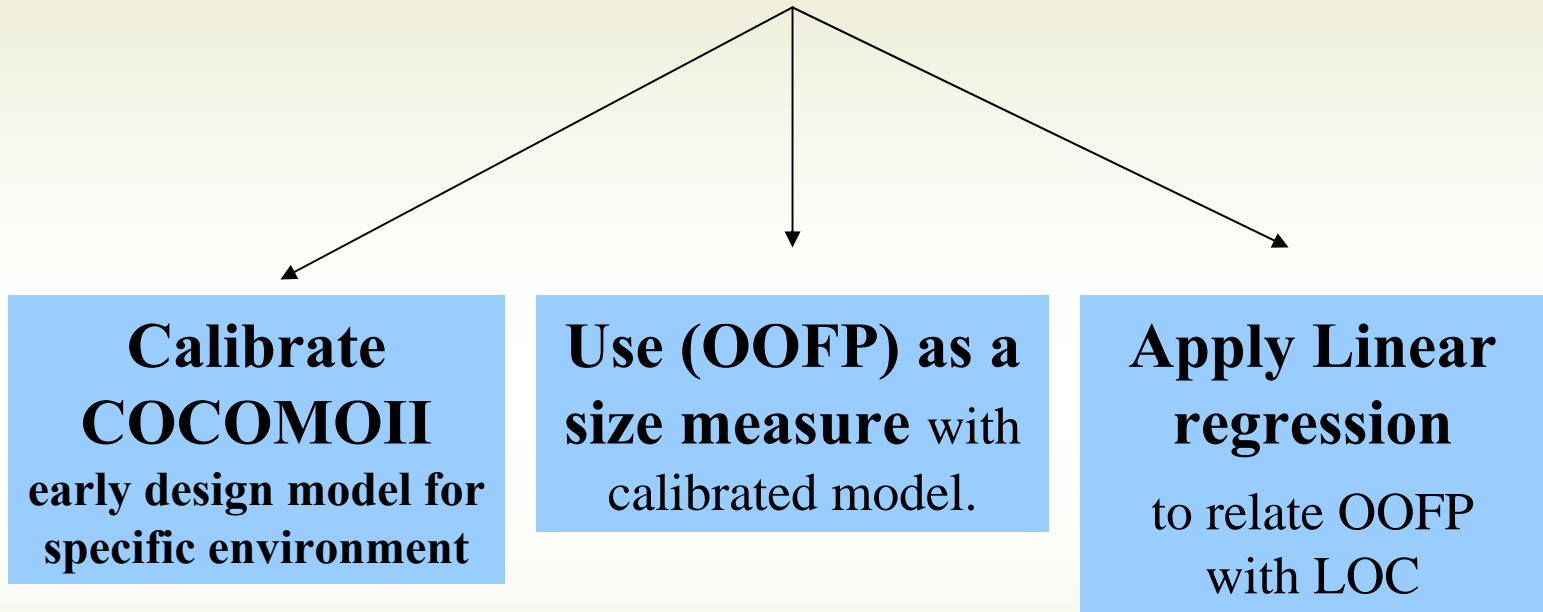 Calibrate
COCOMOII
early design model for
specific environment
Use (OOFP) as a
size measure with
calibrated model.
Apply Linear
regression
to relate OOFP
with LOC